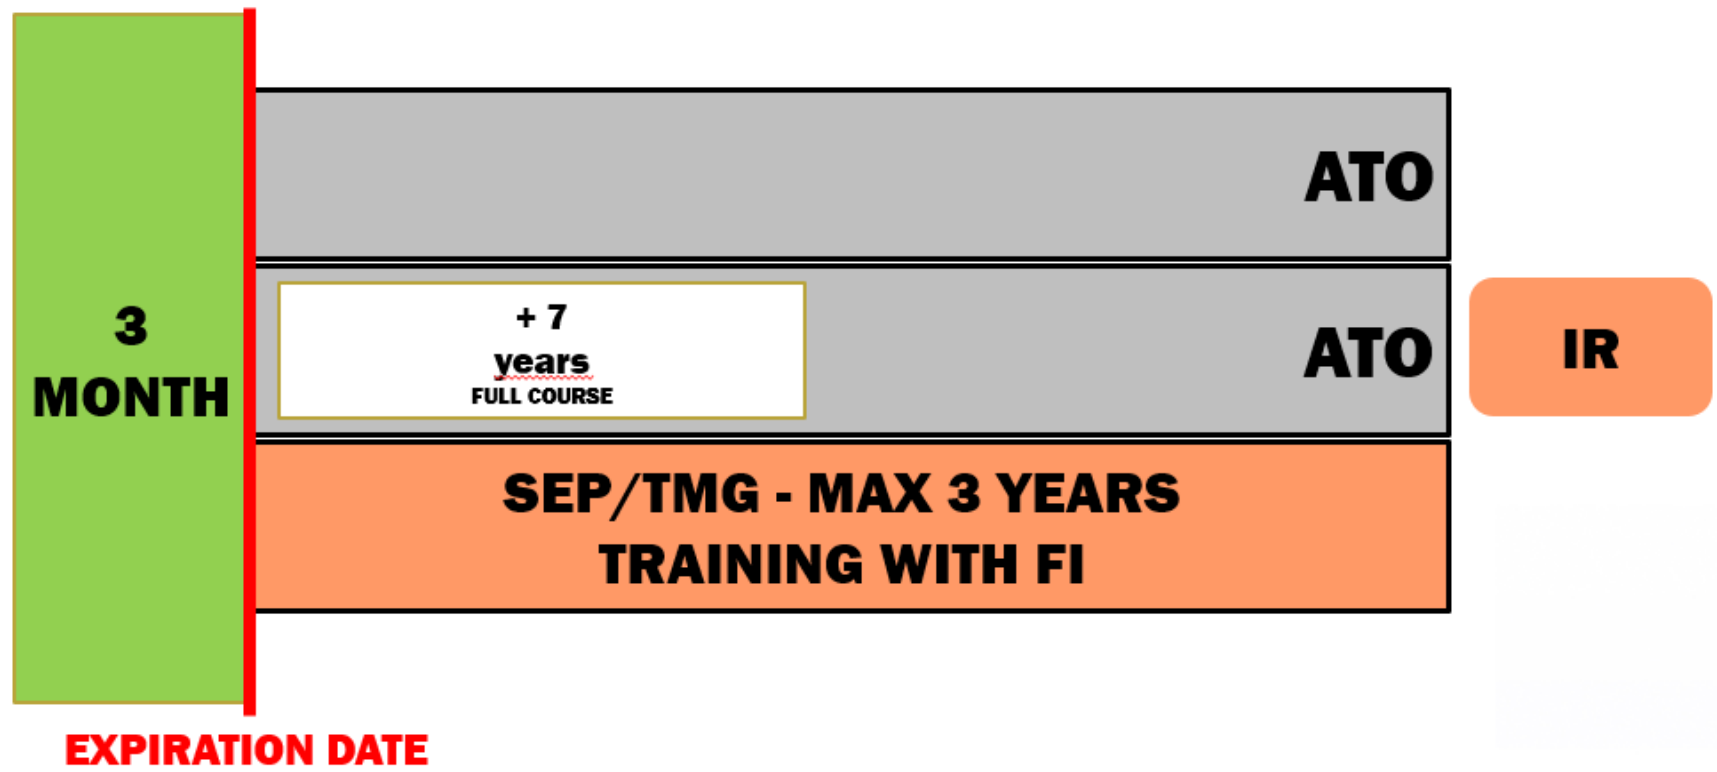 ATO
3
MONTH
+ 7
years
FULL COURSE
ATO
IR
SEP/TMG - MAX 3 YEARS
TRAINING WITH FI
EXPIRATION DATE